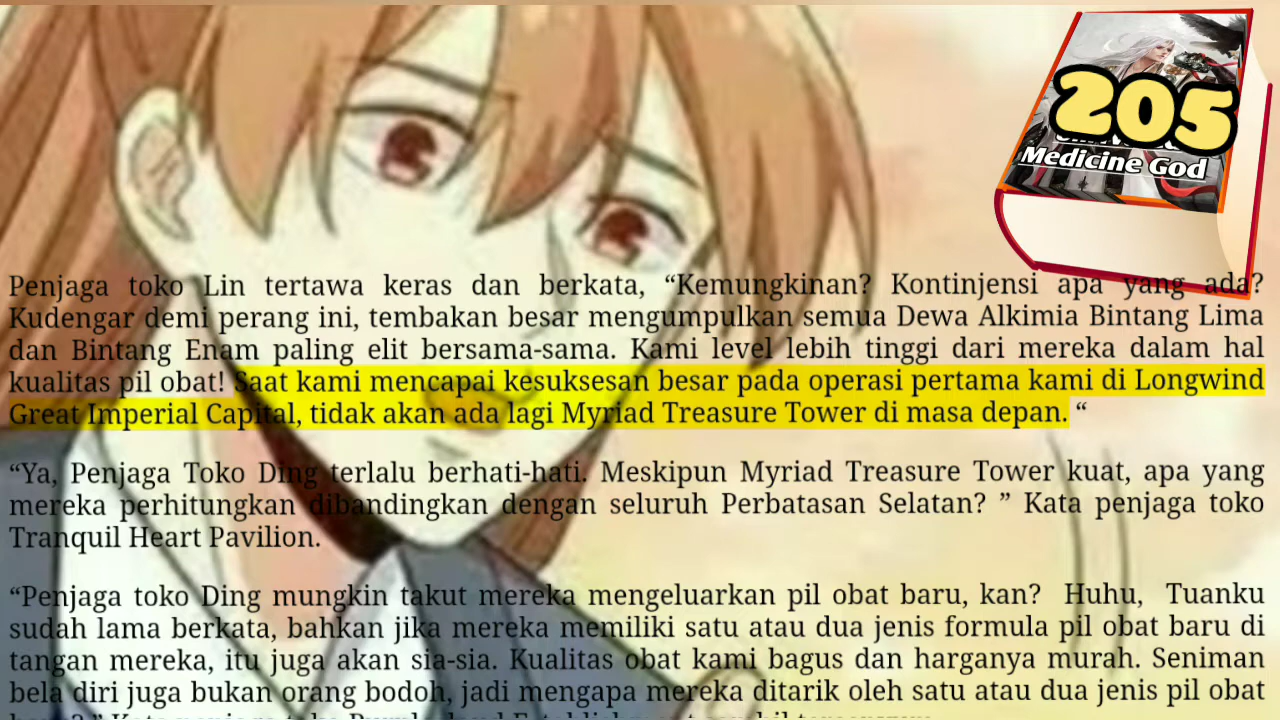 205
Medicine God
Penjaga toko Lin tertawa keras dan berkata, “Kemungkinan? Kontinjensi apa yang ada?
Kudengar demi perang ini, tembakan besar mengumpulkan semua Dewa Alkimia Bintang Lima
dan Bintang Enam paling elit bersama-sama. Kami level lebih tinggi dari mereka dalam hal
kualitas pil obat! Saat kami mencapai kesuksesan besar pada operasi pertama kami di Longwind
Great Imperial Capital, tidak akan ada lagi Myriad Treasure Tower di masa depan. “
“Ya, Penjaga Toko Ding terlalu berhati-hati. Meskipun Myriad Treasure Tower kuat, apa yang
mereka perhitungkan dibandingkan dengan seluruh Perbatasan Selatan? ” Kata penjaga toko
Tranquil Heart Pavilion.
“Penjaga toko Ding mungkin takut mereka mengeluarkan pil obat baru, kan? Huhu, Tuanku
sudah lama berkata, bahkan jika mereka memiliki satu atau dua jenis formula pil obat baru di
tangan mereka, itu juga akan sia-sia. Kualitas obat kami bagus dan harganya murah. Seniman
bela diri juga bukan orang bodoh, jadi mengapa mereka ditarik oleh satu atau dua jenis pil obat